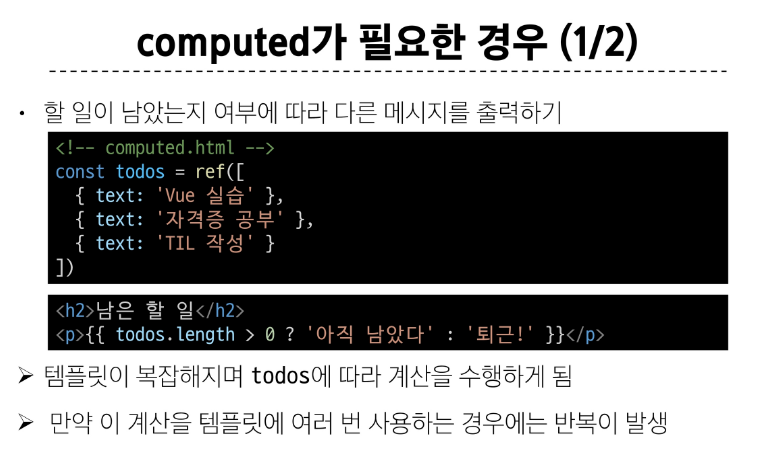 computed가 필요한 경우 (1/2)
• 할 일이 남았는지 여부에 따라 다른 메시지를 출력하기
<!-- computed.html -->
const todos = ref([
  { text: 'Vue 실습' },
  { text: '자격증 공부' },
  { text: 'TIL 작성' }
])
<h2>남은 할 일</h2>
<p>{{ todos.length > 0 ? '아직 남았다' : '퇴근!' }}</p>
➢ 템플릿이 복잡해지며 todos에 따라 계산을 수행하게 됨
➢ 만약 이 계산을 템플릿에 여러 번 사용하는 경우에는 반복이 발생